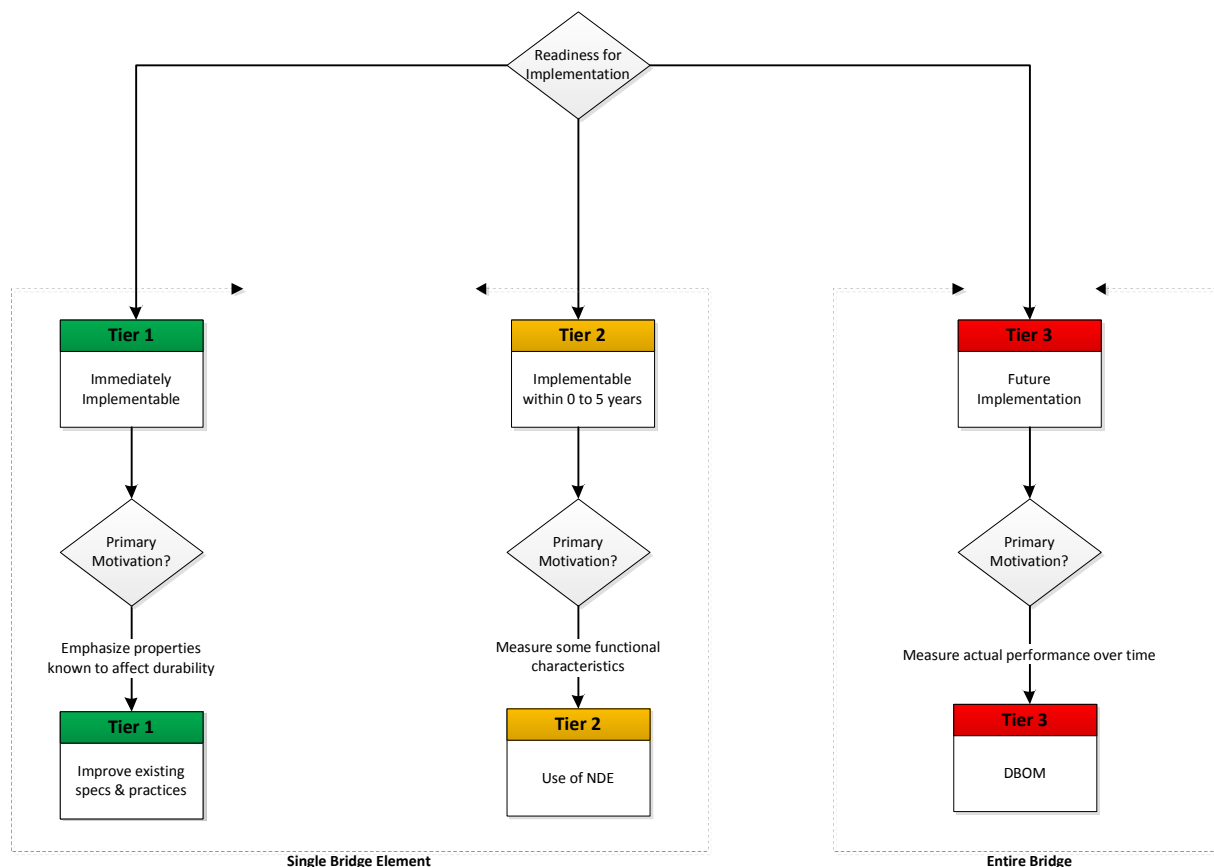 Readiness for
Implementation
Tier 1
Immediately
Implementable
Tier 2
Implementable
within 0 to 5 years
Tier 3
Future
Implementation
Primary
Motivation?
Primary
Motivation?
Primary
Motivation?
Emphasize properties
known to affect durability
Measure some functional
characteristics
Measure actual performance over time
Tier 1
Improve existing
specs & practices
Tier 2
Use of NDE
Tier 3
DBOM
Single Bridge Element
Entire Bridge